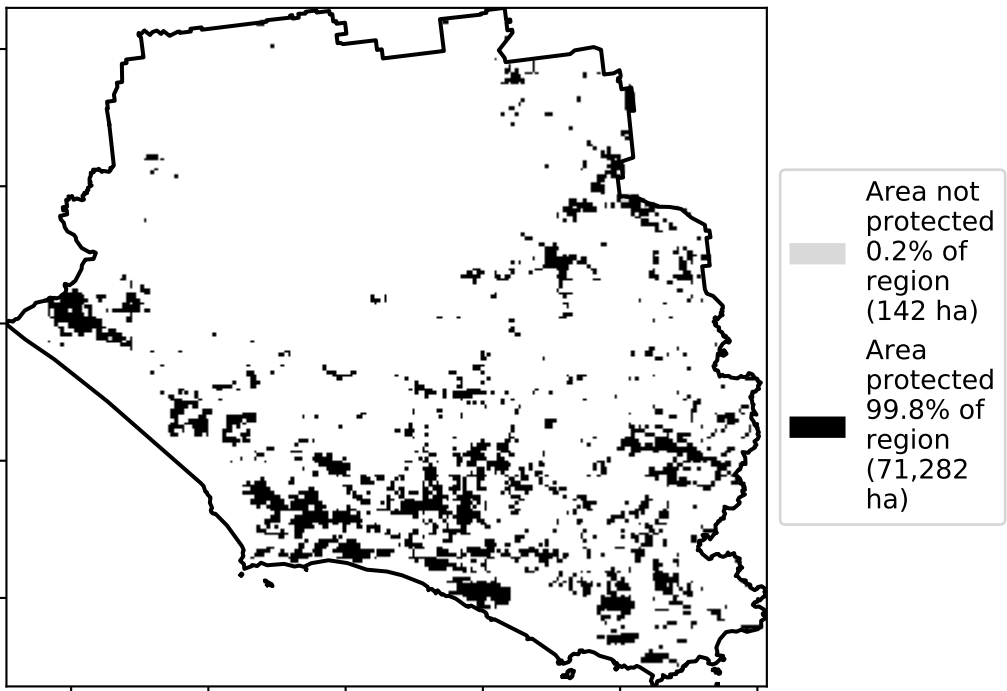 Area not
protected
0.2% of
region
(142 ha)
Area
protected
99.8% of
region
(71,282
ha)